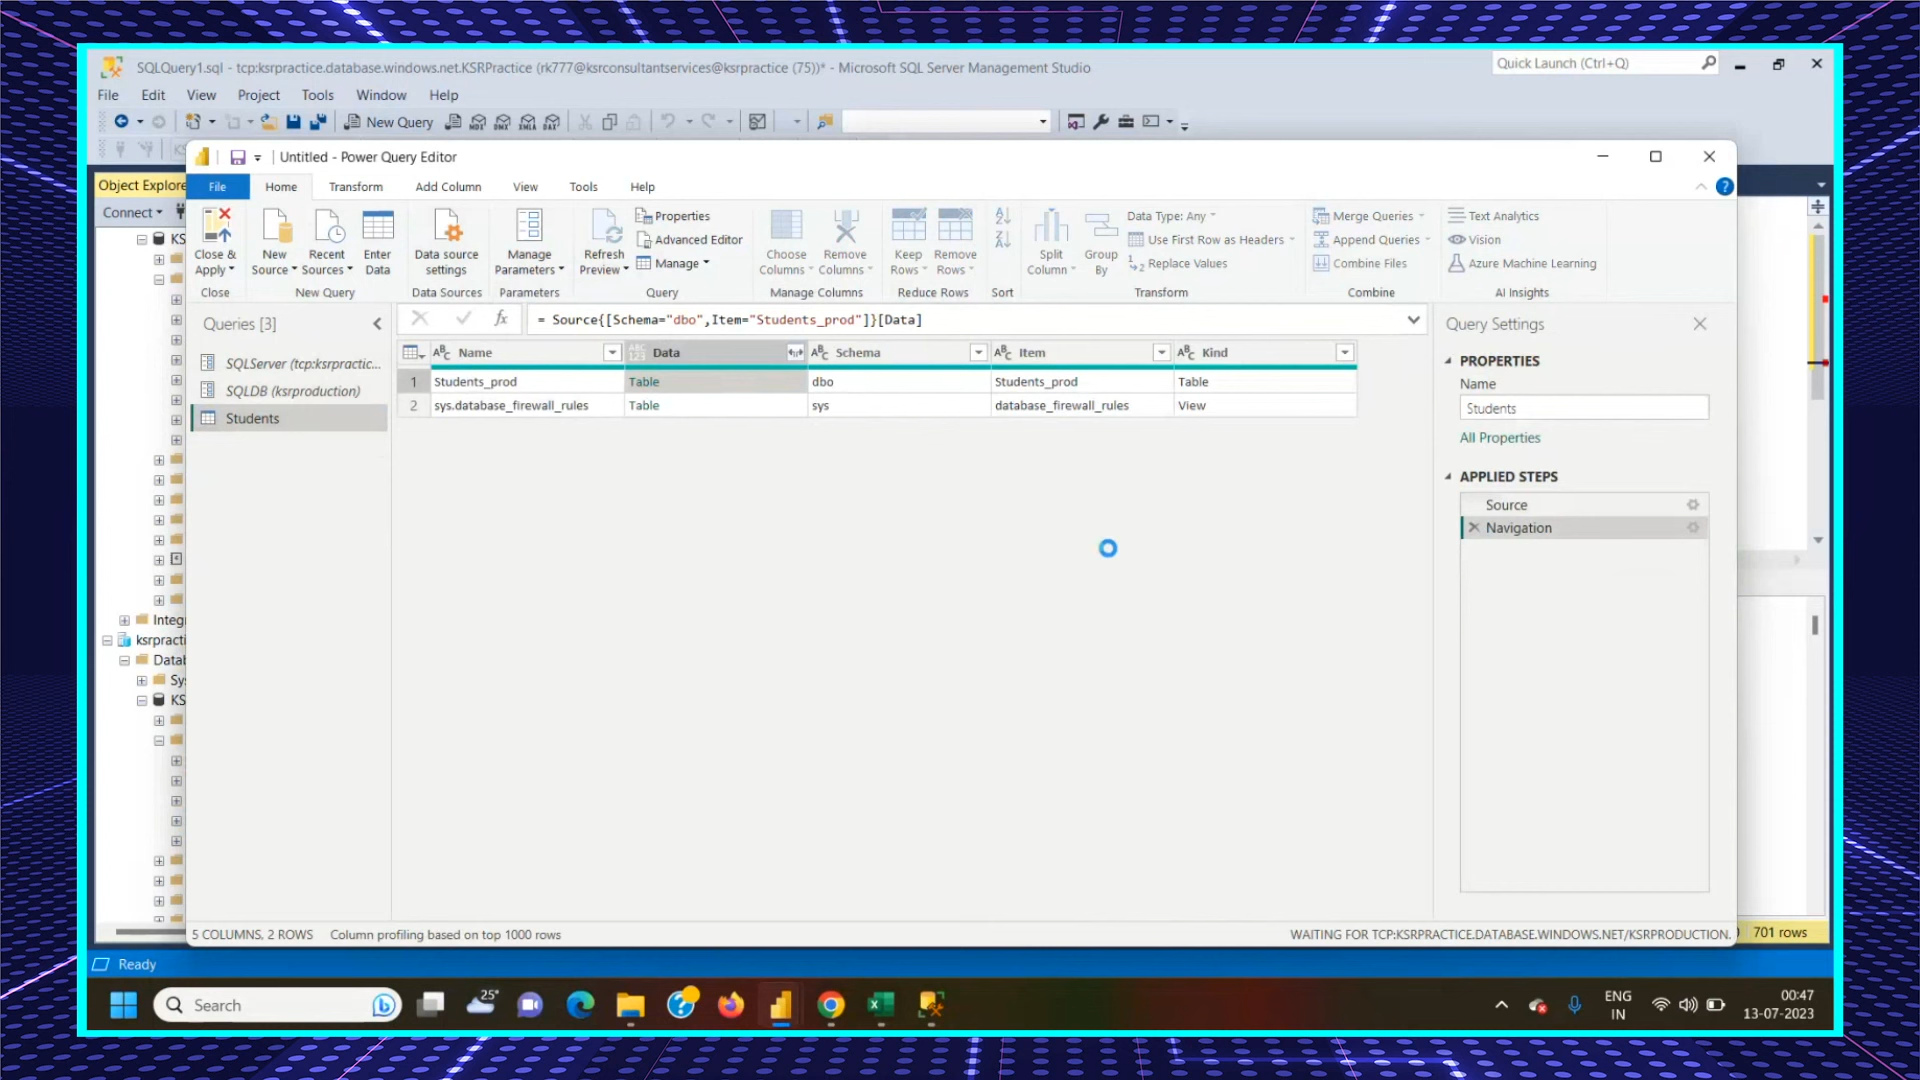 SQLQuery1.sql - tcp:ksrpractice.database.windows.net.KSRPractice (rk777@ksrconsultantservices@ksrpractice (75))* - Microsoft SQL Server Management Studio
Quick Launch (Ctrl+Q)
File Edit View Project Tools Window Help
New Query
MDX DMX XMLA DAX
Untitled - Power Query Editor
Object Explore
File Home Transform Add Column View Tools Help
Connect
Close & Apply
New Source
Recent Sources
Enter Data
Data source settings
Manage Parameters
Refresh Preview
Properties
Advanced Editor
Manage
Choose Columns
Remove Columns
Keep Rows
Remove Rows
Split Column
Group By
Data Type: Any
Use First Row as Headers
Replace Values
Merge Queries
Append Queries
Combine Files
Text Analytics
Vision
Azure Machine Learning
Close New Query Data Sources Parameters Query Manage Columns Reduce Rows Sort Transform Combine AI Insights
KS
Queries [3]
fx = Source{[Schema="dbo",Item="Students_prod"]}[Data]
Query Settings
Name Data Schema Item Kind
1 Students_prod Table dbo Students_prod Table
2 sys.database_firewall_rules Table sys database_firewall_rules View
SQLServer (tcp:ksrpractic...
SQLDB (ksrproduction)
Students
PROPERTIES
Name
Students
All Properties
APPLIED STEPS
Source
Navigation
Integ
ksrpracti
Datab
Sy
KS
5 COLUMNS, 2 ROWS Column profiling based on top 1000 rows
WAITING FOR TCP:KSRPRACTICE.DATABASE.WINDOWS.NET/KSRPRODUCTION.
701 rows
Ready
Search
25°
ENG
IN
00:47
13-07-2023